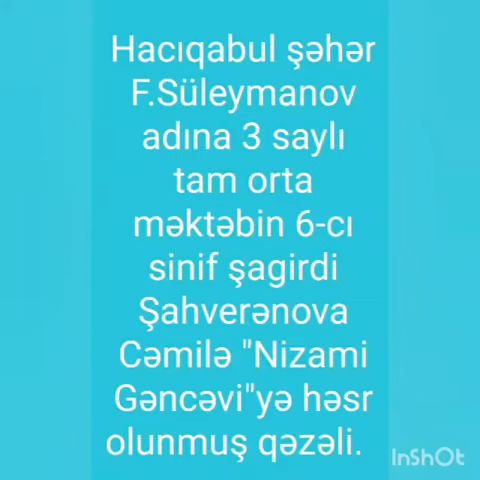 Hacıqabul şəhər
F.Süleymanov
adına 3 saylı
tam orta
məktəbin 6-cı
sinif şagirdi
Şahverənova
Cəmilə "Nizami
Gəncəvi"yə həsr
olunmuş qəzəli.
InShOt